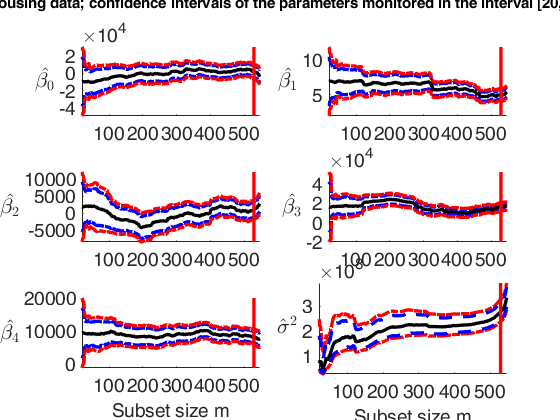 ousing data; confidence intervals of the parameters monitored in the interval [20,
×10⁴
2
0
-2
-4
β̂₀
100 200 300 400 500
10
5
β̂₁
100 200 300 400 500
10000
5000
0
-5000
β̂₂
100 200 300 400 500
×10⁴
4
2
0
-2
β̂₃
100 200 300 400 500
20000
10000
0
β̂₄
100 200 300 400 500
Subset size m
×10⁸
3
2
1
σ̂²
100 200 300 400 500
Subset size m